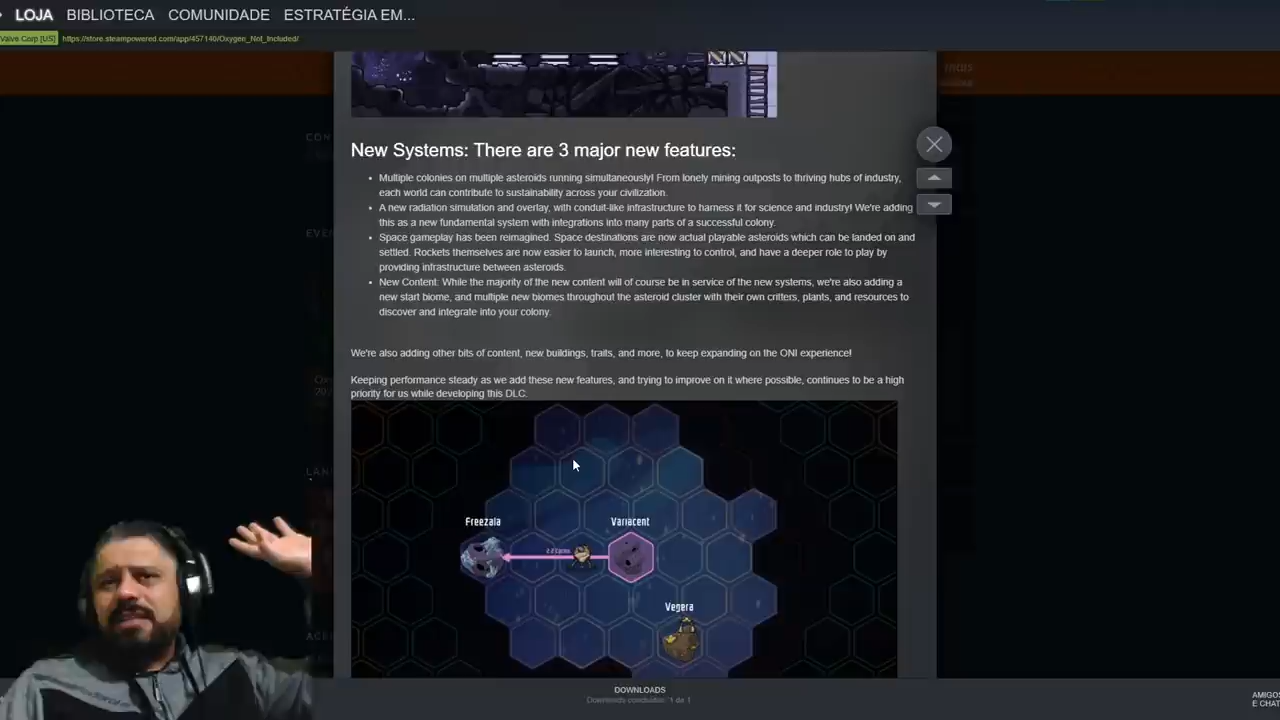 LOJA BIBLIOTECA COMUNIDADE ESTRATÉGIA EM...
Valve Corp [US] https://store.steampowered.com/app/457140/Oxygen_Not_Included/
New Systems: There are 3 major new features:
• Multiple colonies on multiple asteroids running simultaneously! From lonely mining outposts to thriving hubs of industry,
each world can contribute to sustainability across your civilization.
• A new radiation simulation and overlay, with conduit-like infrastructure to harness it for science and industry! We're adding
this as a new fundamental system with integrations into many parts of a successful colony.
• Space gameplay has been reimagined. Space destinations are now actual playable asteroids which can be landed on and
settled. Rockets themselves are now easier to launch, more interesting to control, and have a deeper role to play by
providing infrastructure between asteroids.
• New Content: While the majority of the new content will of course be in service of the new systems, we're also adding a
new start biome, and multiple new biomes throughout the asteroid cluster with their own critters, plants, and resources to
discover and integrate into your colony.
We're also adding other bits of content, new buildings, traits, and more, to keep expanding on the ONI experience!
Keeping performance steady as we add these new features, and trying to improve on it where possible, continues to be a high
priority for us while developing this DLC.
Freezala
Variacent
Vegera
DOWNLOADS
Downloads concluídos: 1 de 1
AMIGOS
E CHAT